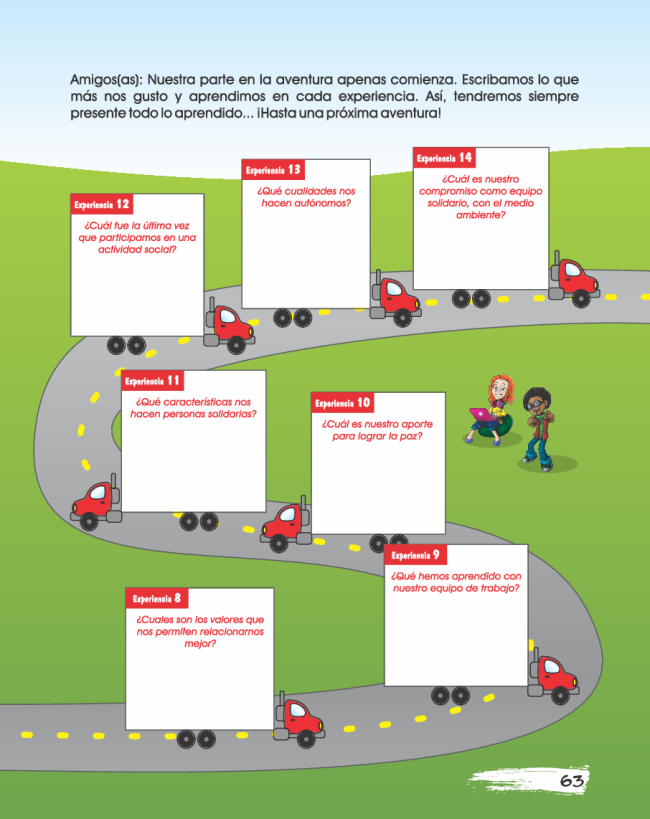 Amigos(as): Nuestra parte en la aventura apenas comienza. Escribamos lo que
más nos gusto y aprendimos en cada experiencia. Así, tendremos siempre
presente todo lo aprendido... ¡Hasta una próxima aventura!
Experiencia 14
¿Cuál es nuestro
compromiso como equipo
solidario, con el medio
ambiente?
Experiencia 13
¿Qué cualidades nos
hacen autónomos?
Experiencia 12
¿Cuál fue la última vez
que participamos en una
actividad social?
Experiencia 11
¿Qué características nos
hacen personas solidarias?
Experiencia 10
¿Cuál es nuestro aporte
para lograr la paz?
Experiencia 9
¿Qué hemos aprendido con
nuestro equipo de trabajo?
Experiencia 8
¿Cuales son los valores que
nos permiten relacionarnos
mejor?
63